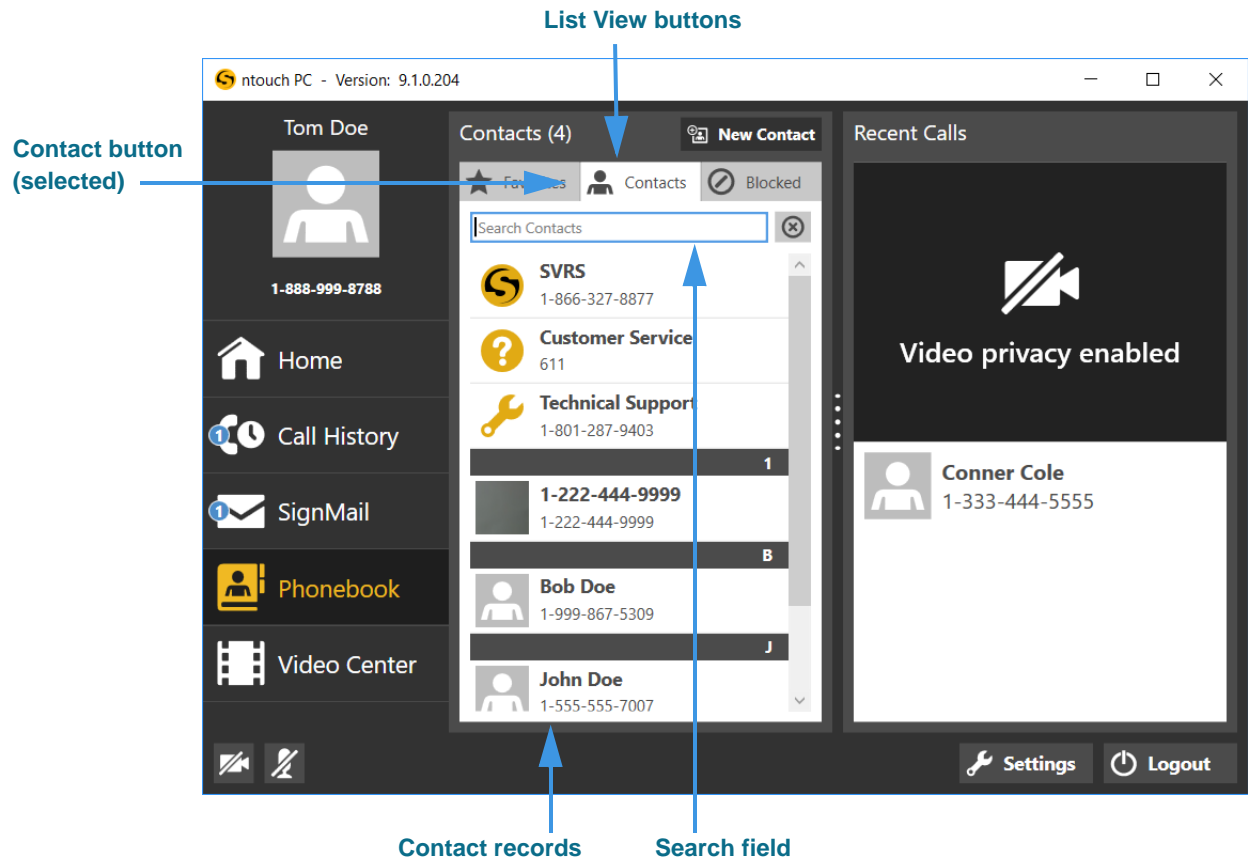 List View buttons
ntouch PC - Version: 9.1.0.204
Contact button
(selected)
Tom Doe
1-888-999-8788
Home
1
Call History
1
SignMail
Phonebook
Video Center
Contacts (4)
New Contact
Contacts
Blocked
Search Contacts
SVRS
1-866-327-8877
Customer Service
611
Technical Support
1-801-287-9403
1
1-222-444-9999
1-222-444-9999
B
Bob Doe
1-999-867-5309
J
John Doe
1-555-555-7007
Recent Calls
Video privacy enabled
Conner Cole
1-333-444-5555
Settings
Logout
Contact records
Search field